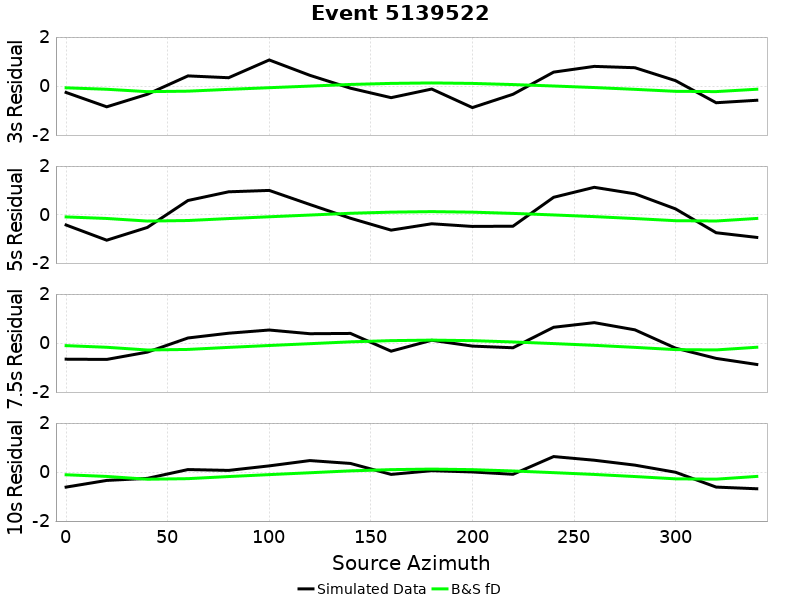 Event 5139522
3s Residual
2
0
-2
5s Residual
2
0
-2
7.5s Residual
2
0
-2
10s Residual
2
0
-2
0 50 100 150 200 250 300
Source Azimuth
Simulated Data B&S fD